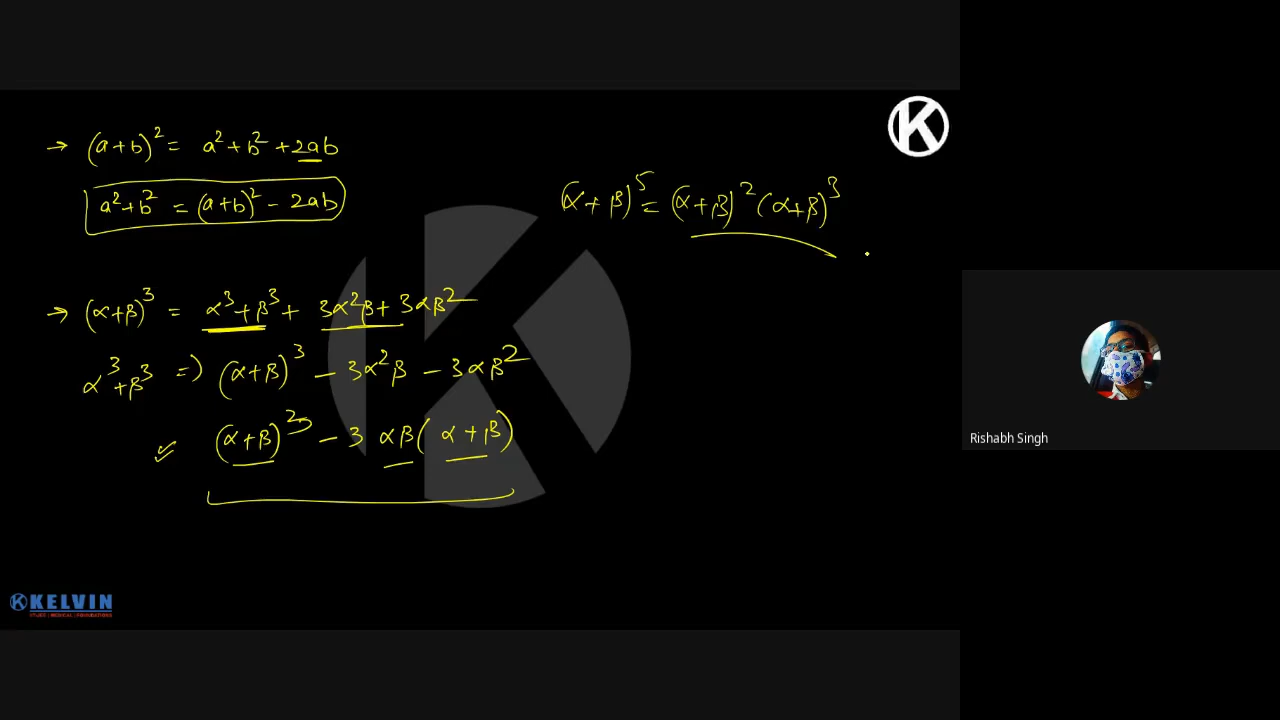 → (a+b)² = a²+b²+2ab
a²+b² = (a+b)² - 2ab
(α+β)⁵ = (α+β)²(α+β)³
→ (α+β)³ = α³+β³+ 3α²β+3αβ²
α³+β³ => (α+β)³ - 3α²β - 3αβ²
(α+β)³ - 3 αβ(α+β)
Rishabh Singh
KELVIN